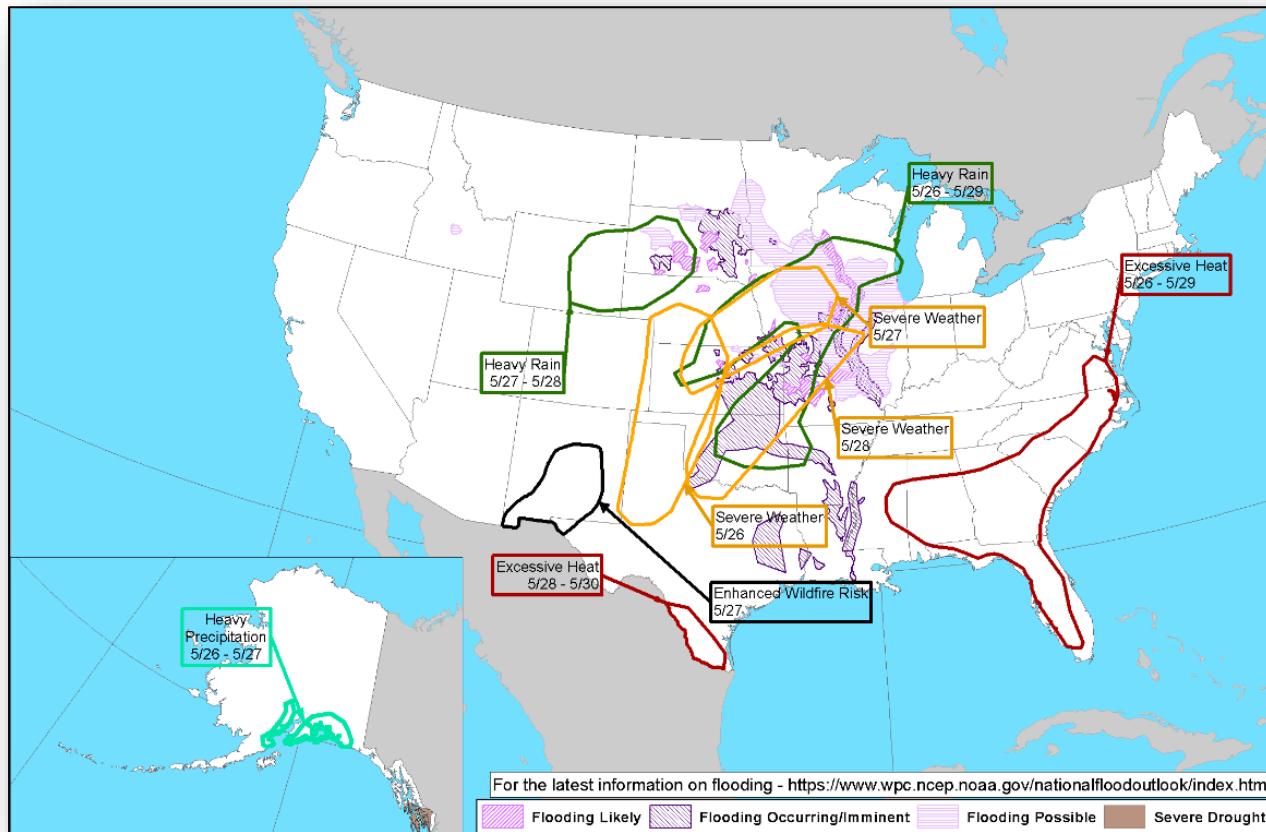 Heavy Rain
5/26 - 5/29
Excessive Heat
5/26 - 5/29
Severe Weather
5/27
Heavy Rain
5/27 - 5/28
Severe Weather
5/28
Severe Weather
5/26
Excessive Heat
5/28 - 5/30
Enhanced Wildfire Risk
5/27
Heavy
Precipitation
5/26 - 5/27
For the latest information on flooding - https://www.wpc.ncep.noaa.gov/nationalfloodoutlook/index.htm
Flooding Likely Flooding Occurring/Imminent Flooding Possible Severe Drought